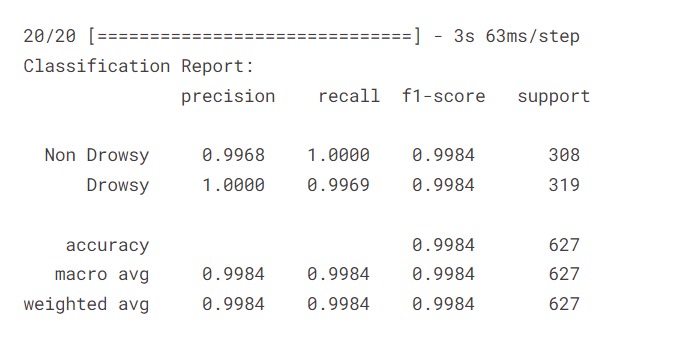 20/20 [==============================] - 3s 63ms/step
Classification Report:
precision recall f1-score support
Non Drowsy 0.9968 1.0000 0.9984 308
Drowsy 1.0000 0.9969 0.9984 319
accuracy 0.9984 627
macro avg 0.9984 0.9984 0.9984 627
weighted avg 0.9984 0.9984 0.9984 627